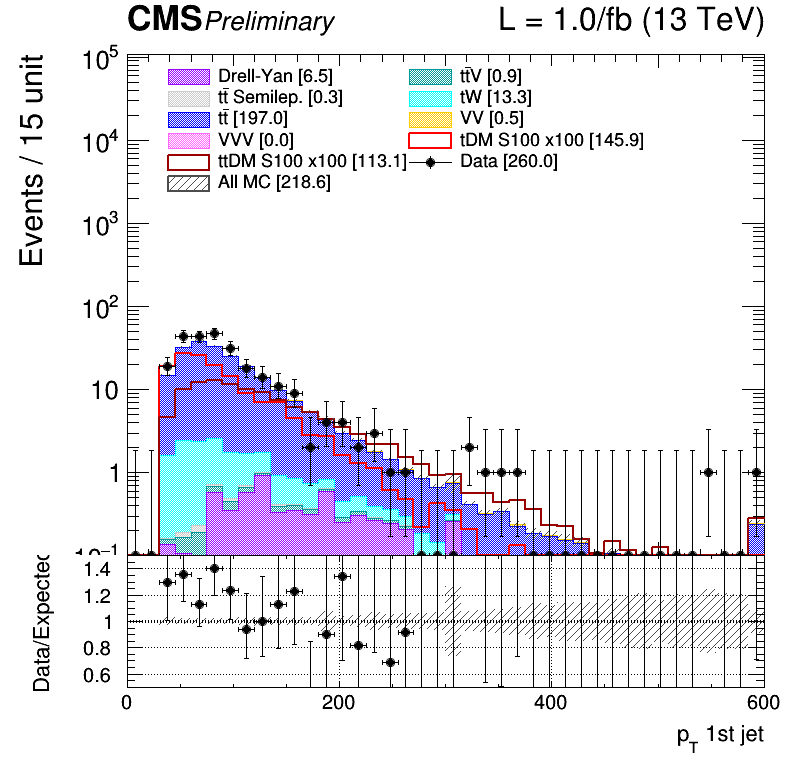 CMS Preliminary L = 1.0/fb (13 TeV)
Events / 15 unit
10⁵
10⁴
10³
10²
10
1
10⁻¹
Drell-Yan [6.5]
tt̄V [0.9]
tt̄ Semilep. [0.3]
tW [13.3]
tt̄ [197.0]
VV [0.5]
VVV [0.0]
tDM S100 x100 [145.9]
ttDM S100 x100 [113.1]
Data [260.0]
All MC [218.6]
Data/Expected
1.4
1.2
1
0.8
0.6
0 200 400 600
p_T 1st jet